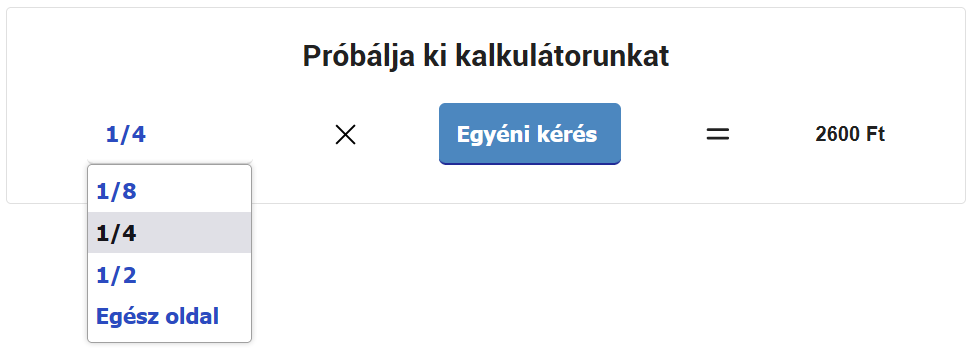 Próbálja ki kalkulátorunkat
1/4 × Egyéni kérés = 2600 Ft
1/8
1/4
1/2
Egész oldal